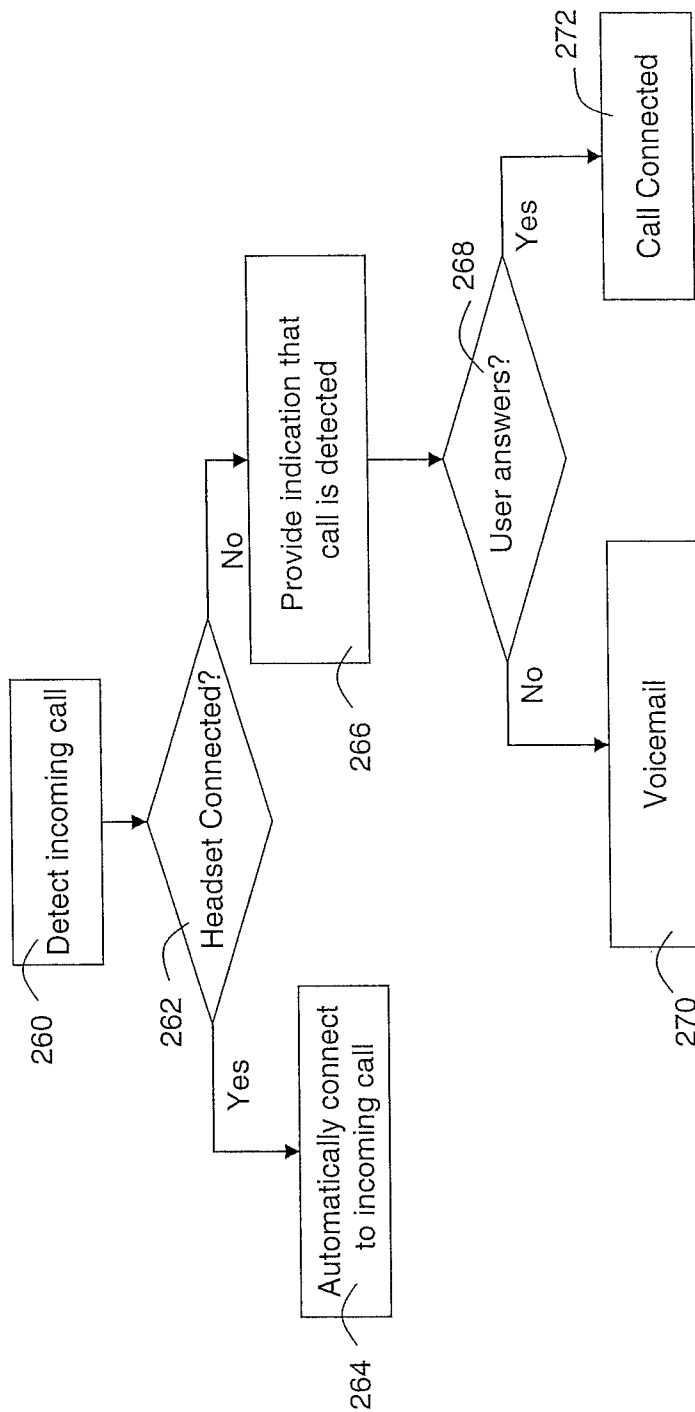 260
Detect incoming call
262
Headset Connected?
Yes
No
264
Automatically connect
to incoming call
266
Provide indication that
call is detected
268
User answers?
No
Yes
270
Voicemail
272
Call Connected